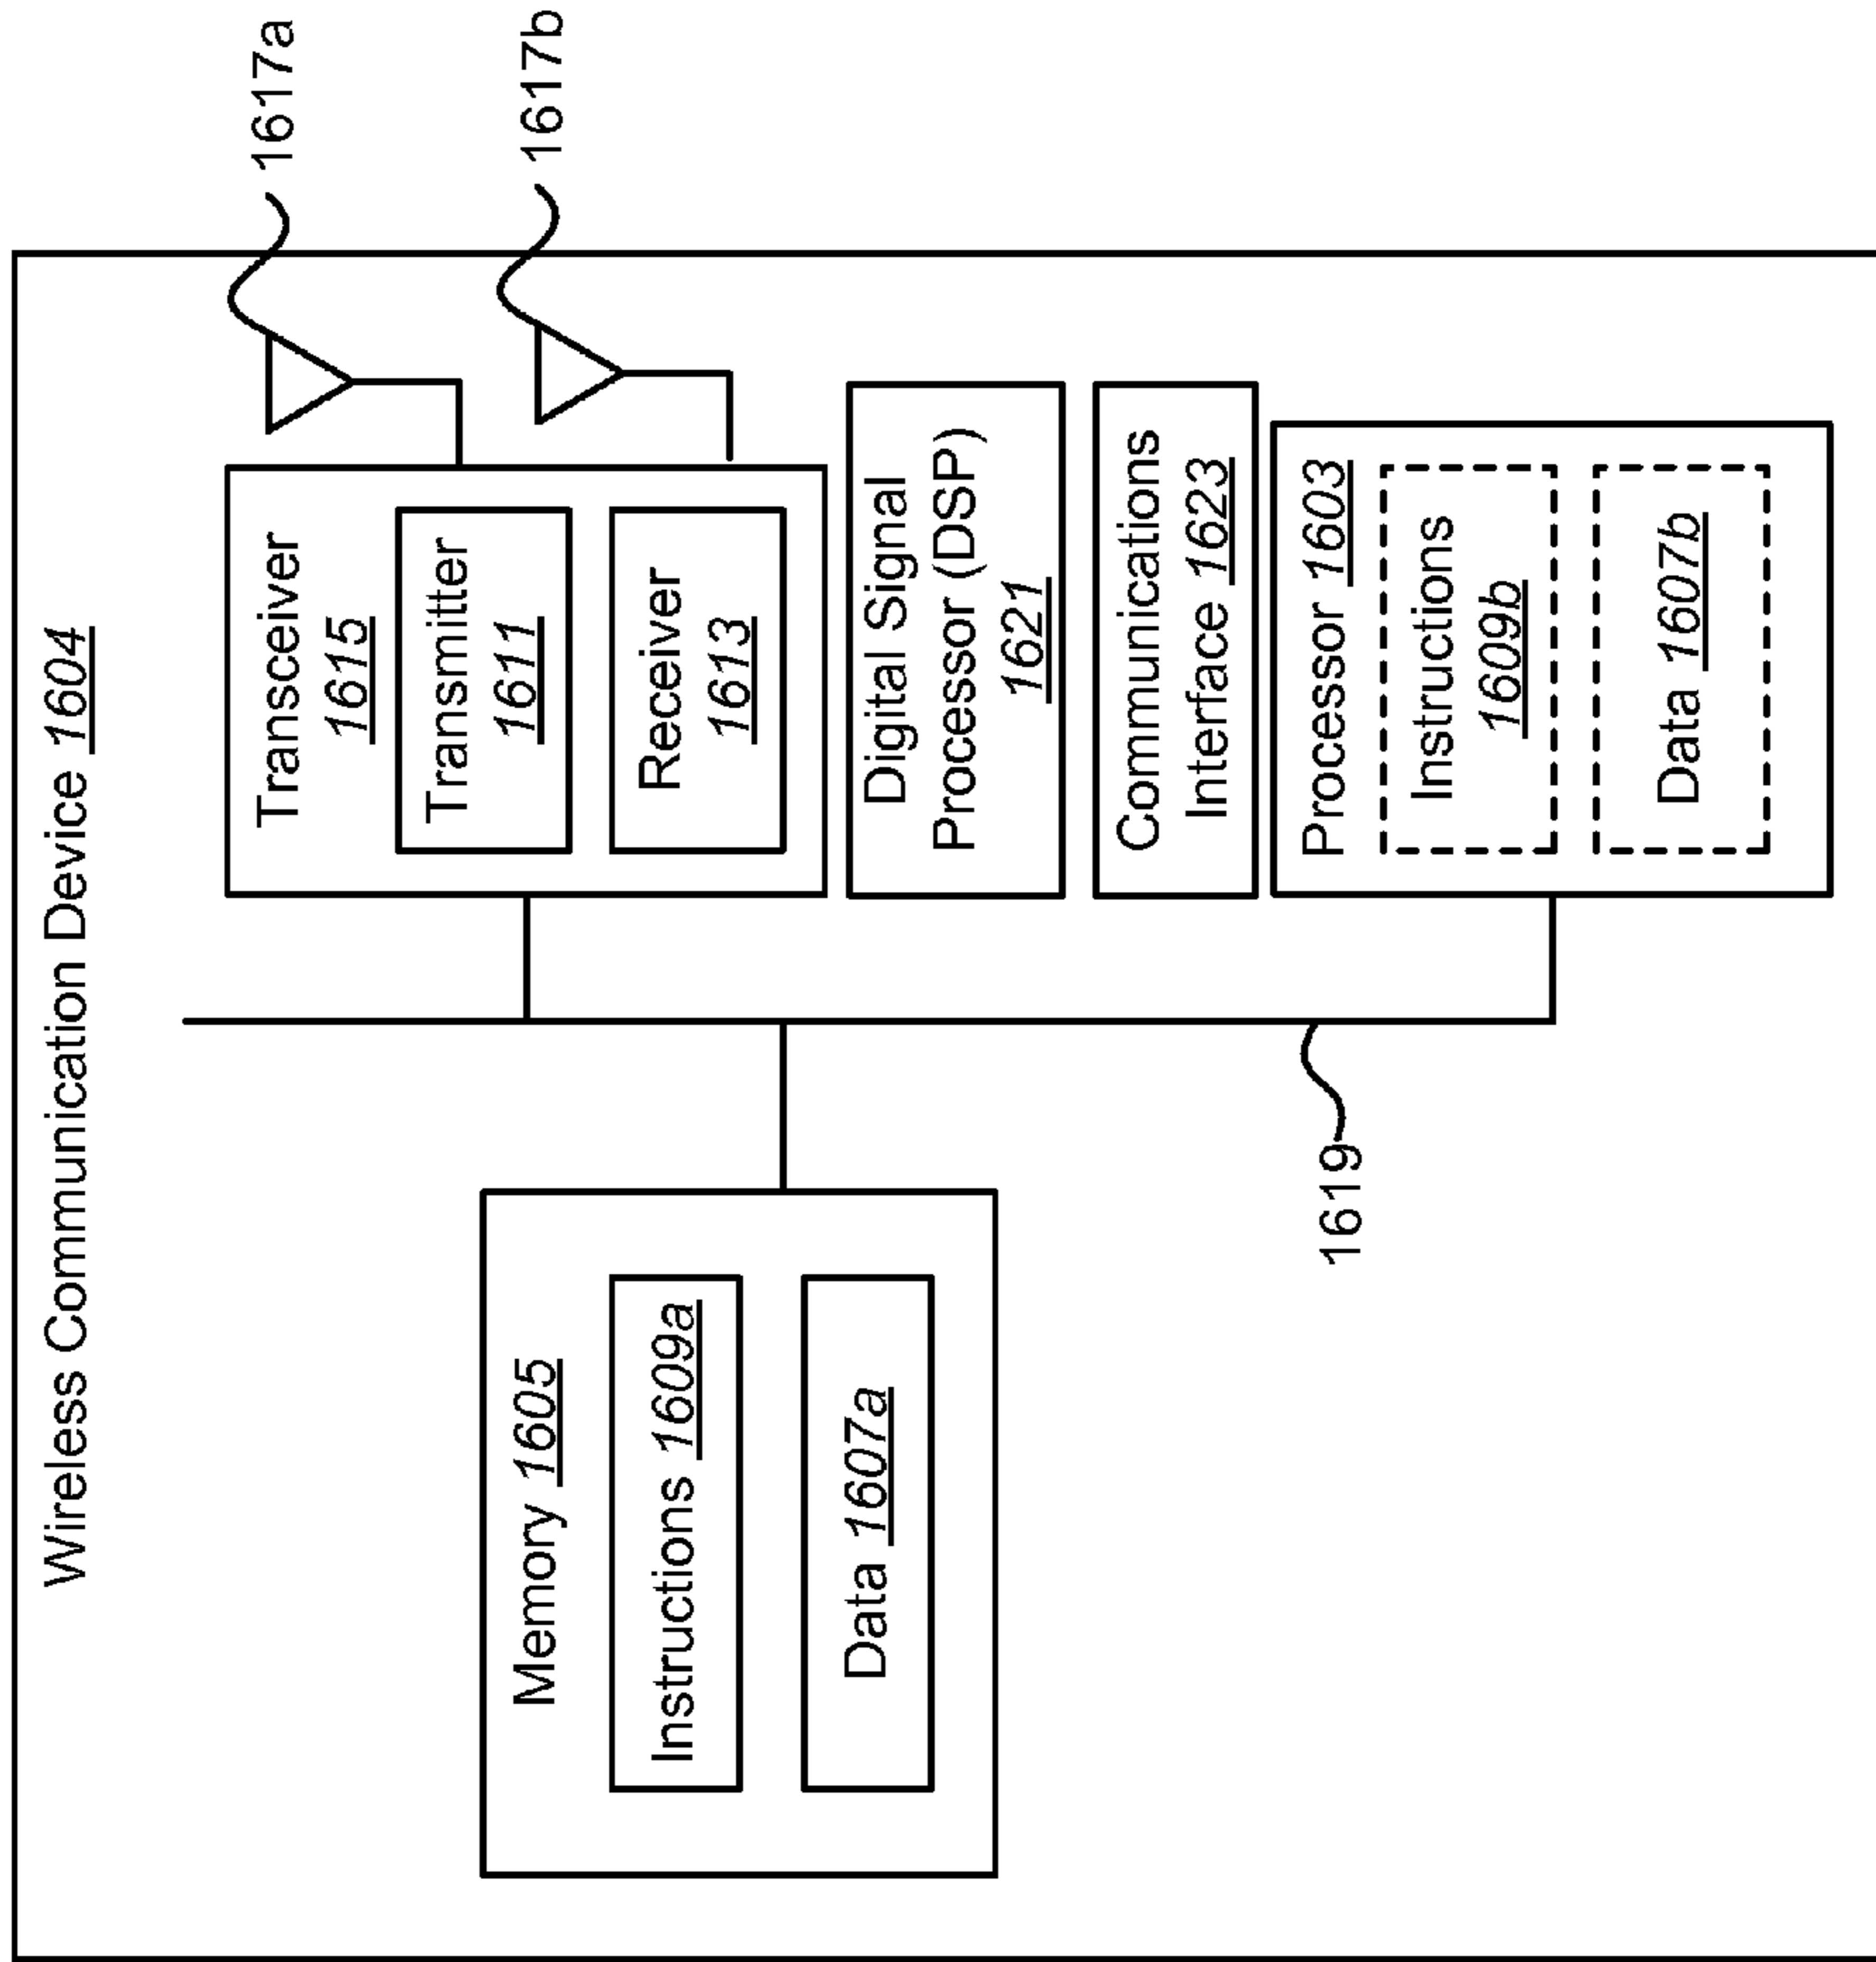 Wireless Communication Device 1604
Memory 1605
Instructions 1609a
Data 1607a
1619
Transceiver
1615
Transmitter
1611
Receiver
1613
1617a
1617b
Digital Signal
Processor (DSP)
1621
Communications
Interface 1623
Processor 1603
Instructions
1609b
Data 1607b